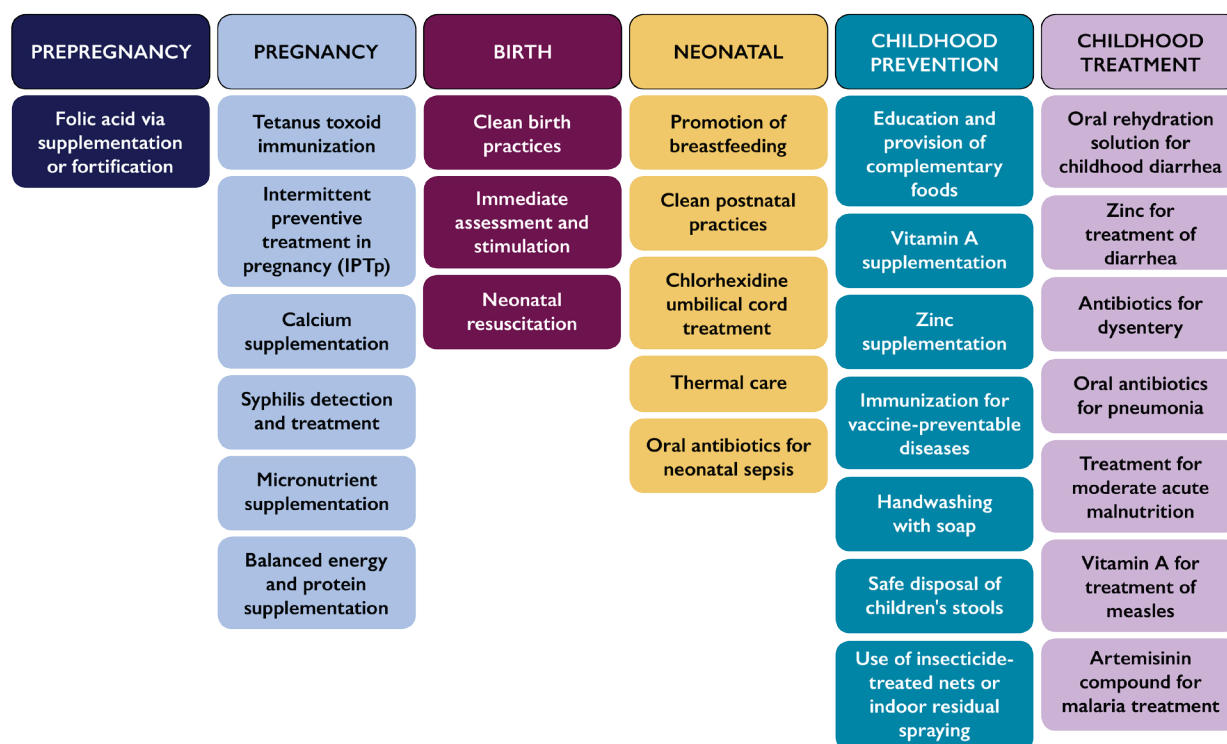 PREPREGNANCY
Folic acid via
supplementation
or fortification
PREGNANCY
Tetanus toxoid
immunization
Intermittent
preventive
treatment in
pregnancy (IPTp)
Calcium
supplementation
Syphilis detection
and treatment
Micronutrient
supplementation
Balanced energy
and protein
supplementation
BIRTH
Clean birth
practices
Immediate
assessment and
stimulation
Neonatal
resuscitation
NEONATAL
Promotion of
breastfeeding
Clean postnatal
practices
Chlorhexidine
umbilical cord
treatment
Thermal care
Oral antibiotics for
neonatal sepsis
CHILDHOOD
PREVENTION
Education and
provision of
complementary
foods
Vitamin A
supplementation
Zinc
supplementation
Immunization for
vaccine-preventable
diseases
Handwashing
with soap
Safe disposal of
children's stools
Use of insecticide-
treated nets or
indoor residual
spraying
CHILDHOOD
TREATMENT
Oral rehydration
solution for
childhood diarrhea
Zinc for
treatment of
diarrhea
Antibiotics for
dysentery
Oral antibiotics
for pneumonia
Treatment for
moderate acute
malnutrition
Vitamin A for
treatment of
measles
Artemisinin
compound for
malaria treatment